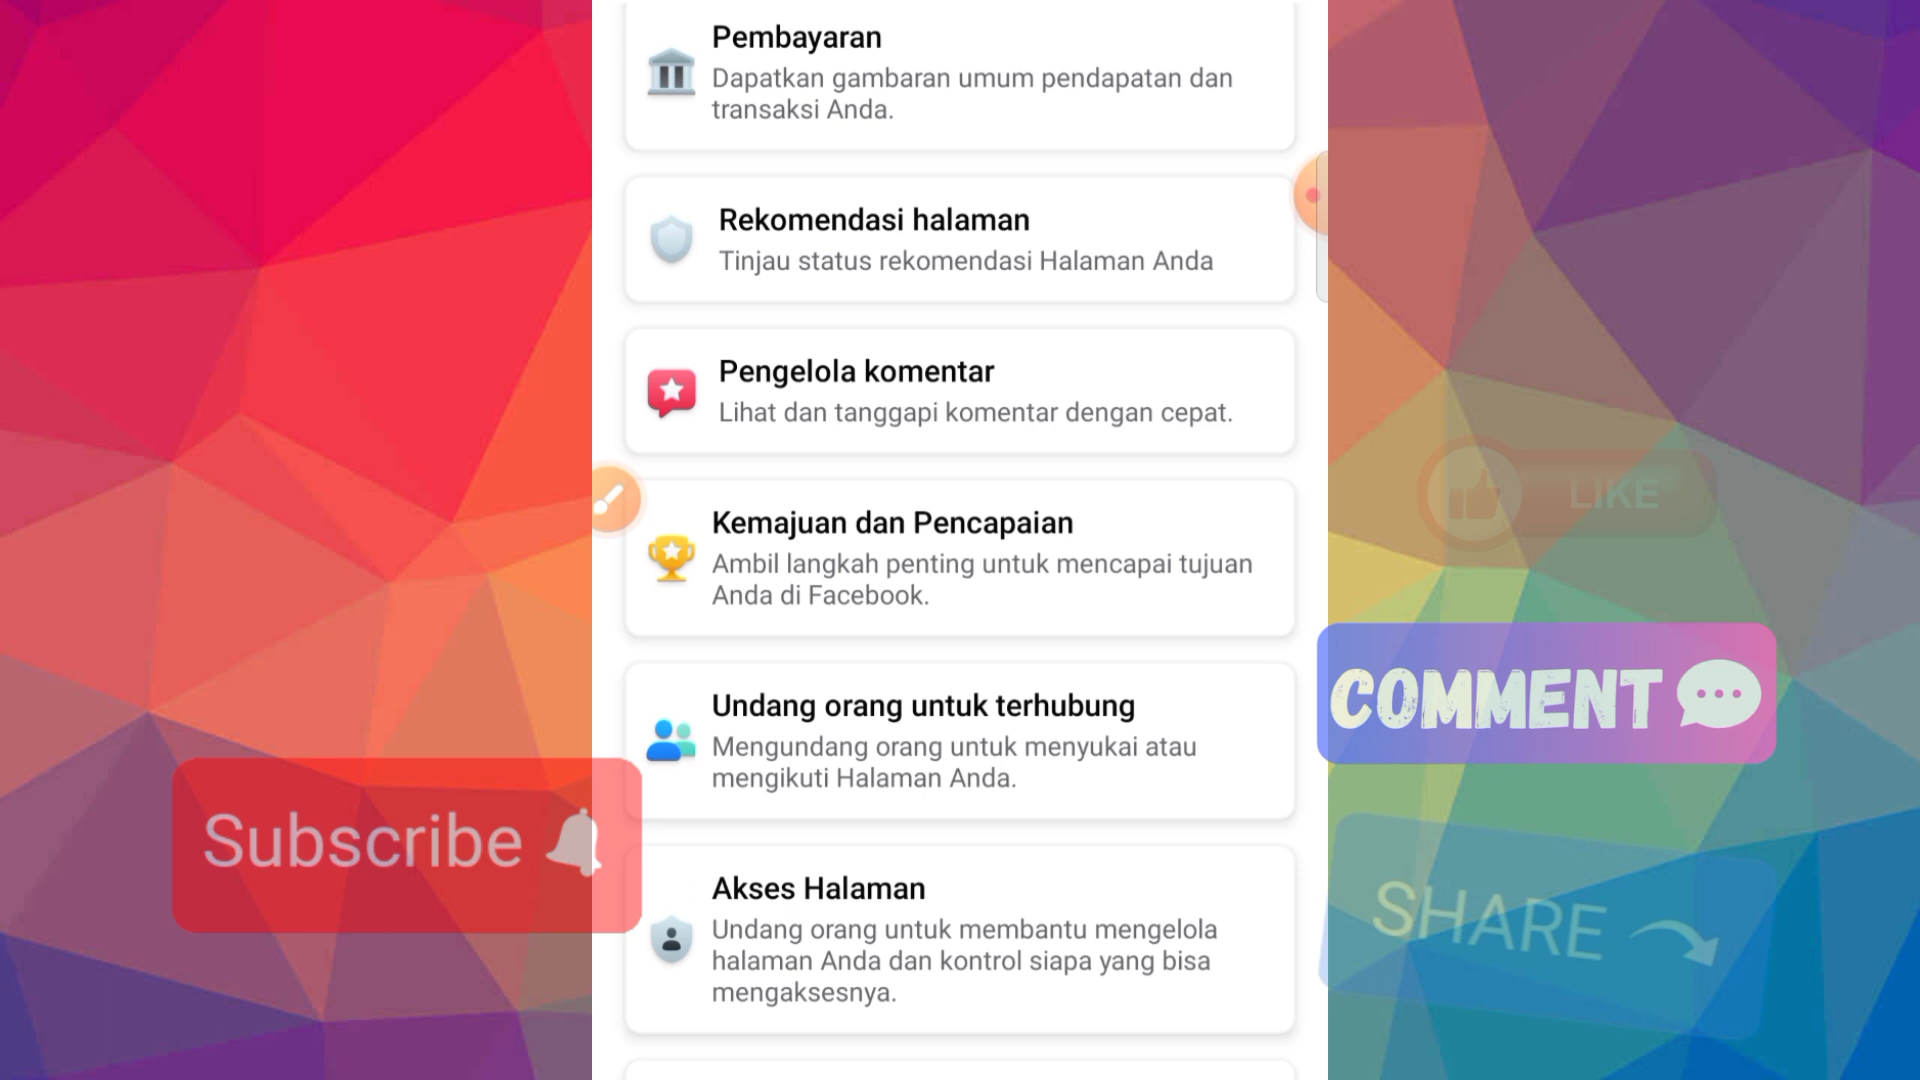 Pembayaran
Dapatkan gambaran umum pendapatan dan
transaksi Anda.
Rekomendasi halaman
Tinjau status rekomendasi Halaman Anda
Pengelola komentar
Lihat dan tanggapi komentar dengan cepat.
Kemajuan dan Pencapaian
Ambil langkah penting untuk mencapai tujuan
Anda di Facebook.
Undang orang untuk terhubung
Mengundang orang untuk menyukai atau
mengikuti Halaman Anda.
Akses Halaman
Undang orang untuk membantu mengelola
halaman Anda dan kontrol siapa yang bisa
mengaksesnya.
Subscribe
LIKE
COMMENT
SHARE